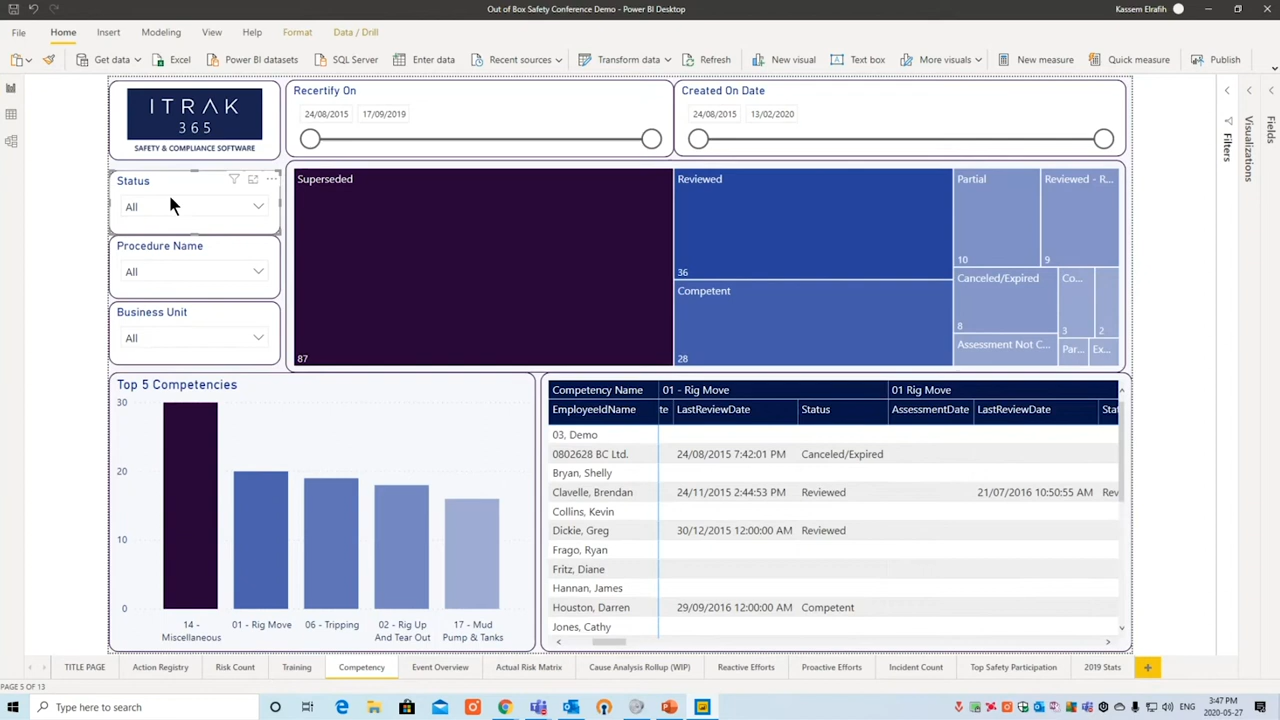 Out of Box Safety Conference Demo - Power BI Desktop
Kassem Elrafih
File Home Insert Modeling View Help Format Data / Drill
Get data Excel Power BI datasets SQL Server Enter data Recent sources Transform data Refresh New visual Text box More visuals New measure Quick measure Publish
ITRAK
365
SAFETY & COMPLIANCE SOFTWARE
Recertify On
24/08/2015 17/09/2019
Created On Date
24/08/2015 13/02/2020
Filters
Visualizations
Fields
Status
All
Procedure Name
All
Business Unit
All
Superseded
87
Reviewed
36
Competent
28
Partial
10
Reviewed - R...
9
Canceled/Expired
8
Co...
3
2
Assessment Not C...
Par...
Ex...
Top 5 Competencies
30
20
10
0
14 -
Miscellaneous
01 - Rig Move
06 - Tripping
02 - Rig Up
And Tear Out
17 - Mud
Pump & Tanks
Competency Name 01 - Rig Move 01 Rig Move
EmployeeIdName te LastReviewDate Status AssessmentDate LastReviewDate Stat
03, Demo
0802628 BC Ltd. 24/08/2015 7:42:01 PM Canceled/Expired
Bryan, Shelly
Clavelle, Brendan 24/11/2015 2:44:53 PM Reviewed 21/07/2016 10:50:55 AM Rev
Collins, Kevin
Dickie, Greg 30/12/2015 12:00:00 AM Reviewed
Frago, Ryan
Fritz, Diane
Hannan, James
Houston, Darren 29/09/2016 12:00:00 AM Competent
Jones, Cathy
TITLE PAGE Action Registry Risk Count Training Competency Event Overview Actual Risk Matrix Cause Analysis Rollup (WIP) Reactive Efforts Proactive Efforts Incident Count Top Safety Participation 2019 Stats
PAGE 5 OF 13
Type here to search
3:47 PM
2020-05-27